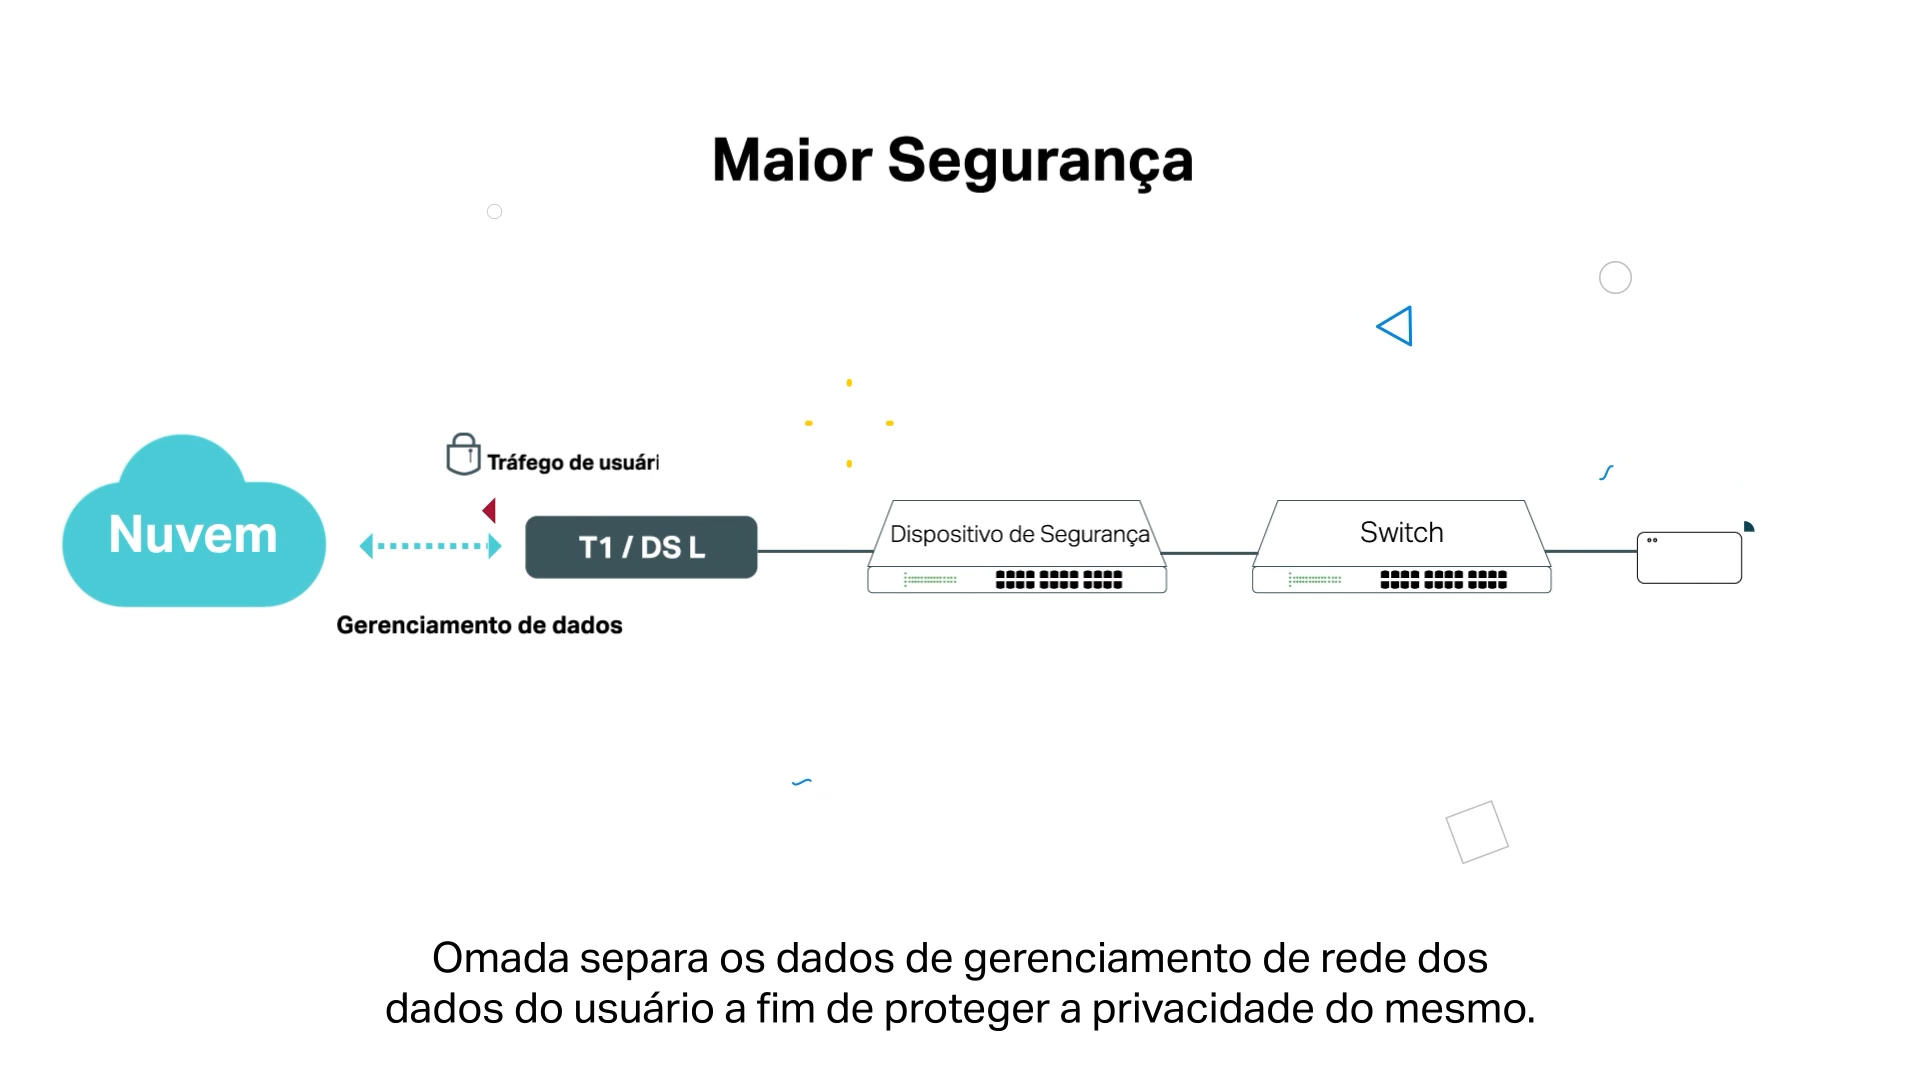 Maior Segurança
Tráfego de usuári
Nuvem
T1 / DS L
Dispositivo de Segurança
Switch
Gerenciamento de dados
Omada separa os dados de gerenciamento de rede dos
dados do usuário a fim de proteger a privacidade do mesmo.